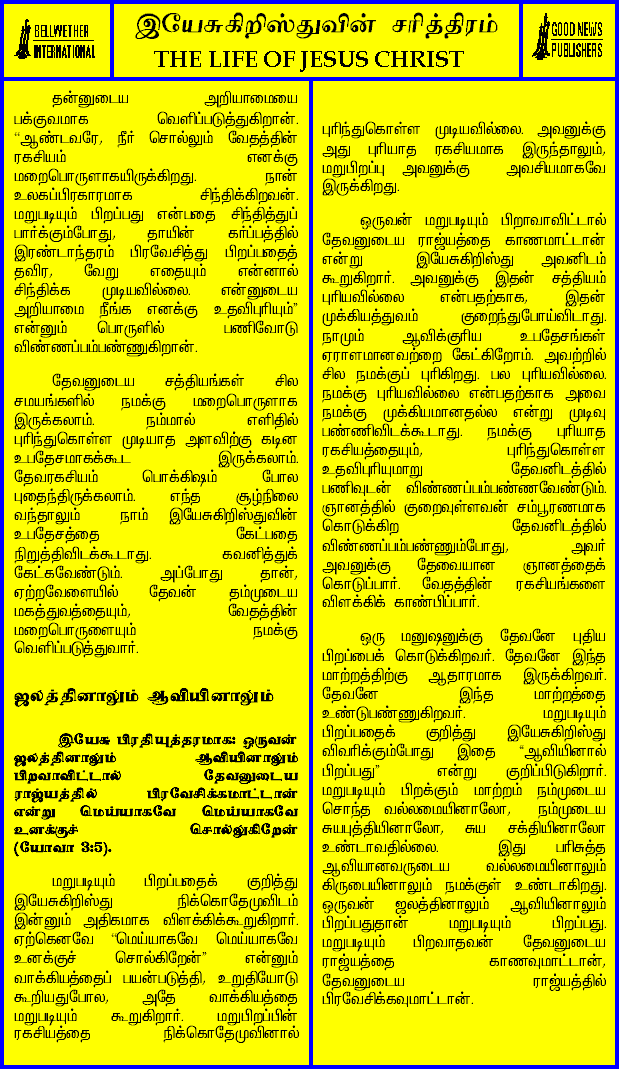 BELLWETHER
INTERNATIONAL
இயேசுகிறிஸ்துவின் சரித்திரம்
THE LIFE OF JESUS CHRIST
GOOD NEWS
PUBLISHERS
தன்னுடைய அறியாமையை
பக்குவமாக வெளிப்படுத்துகிறான்.
“ஆண்டவரே, நீர் சொல்லும் வேதத்தின்
ரகசியம் எனக்கு
மறைபொருளாகயிருக்கிறது. நான்
உலகப்பிரகாரமாக சிந்திக்கிறவன்.
மறுபடியும் பிறப்பது என்பதை சிந்தித்துப்
பார்க்கும்போது, தாயின் கர்ப்பத்தில்
இரண்டாந்தரம் பிரவேசித்து பிறப்பதைத்
தவிர, வேறு எதையும் என்னால்
சிந்திக்க முடியவில்லை. என்னுடைய
அறியாமை நீங்க எனக்கு உதவிபுரியும்”
என்னும் பொருளில் பணிவோடு
விண்ணப்பம்பண்ணுகிறான்.
தேவனுடைய சத்தியங்கள் சில
சமயங்களில் நமக்கு மறைபொருளாக
இருக்கலாம். நம்மால் எளிதில்
புரிந்துகொள்ள முடியாத அளவிற்கு கடின
உபதேசமாகக்கூட இருக்கலாம்.
தேவரகசியம் பொக்கிஷம் போல
புதைந்திருக்கலாம். எந்த சூழ்நிலை
வந்தாலும் நாம் இயேசுகிறிஸ்துவின்
உபதேசத்தை கேட்பதை
நிறுத்திவிடக்கூடாது. கவனித்துக்
கேட்கவேண்டும். அப்போது தான்,
ஏற்றவேளையில் தேவன் தம்முடைய
மகத்துவத்தையும், வேதத்தின்
மறைபொருளையும் நமக்கு
வெளிப்படுத்துவார்.
ஜலத்தினாலும் ஆவியினாலும்
இயேசு பிரதியுத்தரமாக: ஒருவன்
ஜலத்தினாலும் ஆவியினாலும்
பிறவாவிட்டால் தேவனுடைய
ராஜ்யத்தில் பிரவேசிக்கமாட்டான்
என்று மெய்யாகவே மெய்யாகவே
உனக்குச் சொல்லுகிறேன்
(யோவா 3:5).
மறுபடியும் பிறப்பதைக் குறித்து
இயேசுகிறிஸ்து நிக்கொதேமுவிடம்
இன்னும் அதிகமாக விளக்கிக்கூறுகிறார்.
ஏற்கெனவே “மெய்யாகவே மெய்யாகவே
உனக்குச் சொல்கிறேன்” என்னும்
வாக்கியத்தைப் பயன்படுத்தி, உறுதியோடு
கூறியதுபோல, அதே வாக்கியத்தை
மறுபடியும் கூறுகிறார். மறுபிறப்பின்
ரகசியத்தை நிக்கொதேமுவினால்
புரிந்துகொள்ள முடியவில்லை. அவனுக்கு
அது புரியாத ரகசியமாக இருந்தாலும்,
மறுபிறப்பு அவனுக்கு அவசியமாகவே
இருக்கிறது.
ஒருவன் மறுபடியும் பிறாவாவிட்டால்
தேவனுடைய ராஜ்யத்தை காணமாட்டான்
என்று இயேசுகிறிஸ்து அவனிடம்
கூறுகிறார். அவனுக்கு இதன் சத்தியம்
புரியவில்லை என்பதற்காக, இதன்
முக்கியத்துவம் குறைந்துபோய்விடாது.
நாமும் ஆவிக்குரிய உபதேசங்கள்
ஏராளமானவற்றை கேட்கிறோம். அவற்றில்
சில நமக்குப் புரிகிறது. பல புரியவில்லை.
நமக்கு புரியவில்லை என்பதற்காக அவை
நமக்கு முக்கியமானதல்ல என்று முடிவு
பண்ணிவிடக்கூடாது. நமக்கு புரியாத
ரகசியத்தையும், புரிந்துகொள்ள
உதவிபுரியுமாறு தேவனிடத்தில்
பணிவுடன் விண்ணப்பம்பண்ணவேண்டும்.
ஞானத்தில் குறைவுள்ளவன் சம்பூரணமாக
கொடுக்கிற தேவனிடத்தில்
விண்ணப்பம்பண்ணும்போது, அவர்
அவனுக்கு தேவையான ஞானத்தைக்
கொடுப்பார். வேதத்தின் ரகசியங்களை
விளக்கிக் காண்பிப்பார்.
ஒரு மனுஷனுக்கு தேவனே புதிய
பிறப்பைக் கொடுக்கிறவர். தேவனே இந்த
மாற்றத்திற்கு ஆதாரமாக இருக்கிறவர்.
தேவனே இந்த மாற்றத்தை
உண்டுபண்ணுகிறவர். மறுபடியும்
பிறப்பதைக் குறித்து இயேசுகிறிஸ்து
விவரிக்கும்போது இதை “ஆவியினால்
பிறப்பது” என்று குறிப்பிடுகிறார்.
மறுபடியும் பிறக்கும் மாற்றம் நம்முடைய
சொந்த வல்லமையினாலோ, நம்முடைய
சுயபுத்தியினாலோ, சுய சக்தியினாலோ
உண்டாவதில்லை. இது பரிசுத்த
ஆவியானவருடைய வல்லமையினாலும்
கிருபையினாலும் நமக்குள் உண்டாகிறது.
ஒருவன் ஜலத்தினாலும் ஆவியினாலும்
பிறப்பதுதான் மறுபடியும் பிறப்பது.
மறுபடியும் பிறவாதவன் தேவனுடைய
ராஜ்யத்தை காணவுமாட்டான்,
தேவனுடைய ராஜ்யத்தில்
பிரவேசிக்கவுமாட்டான்.